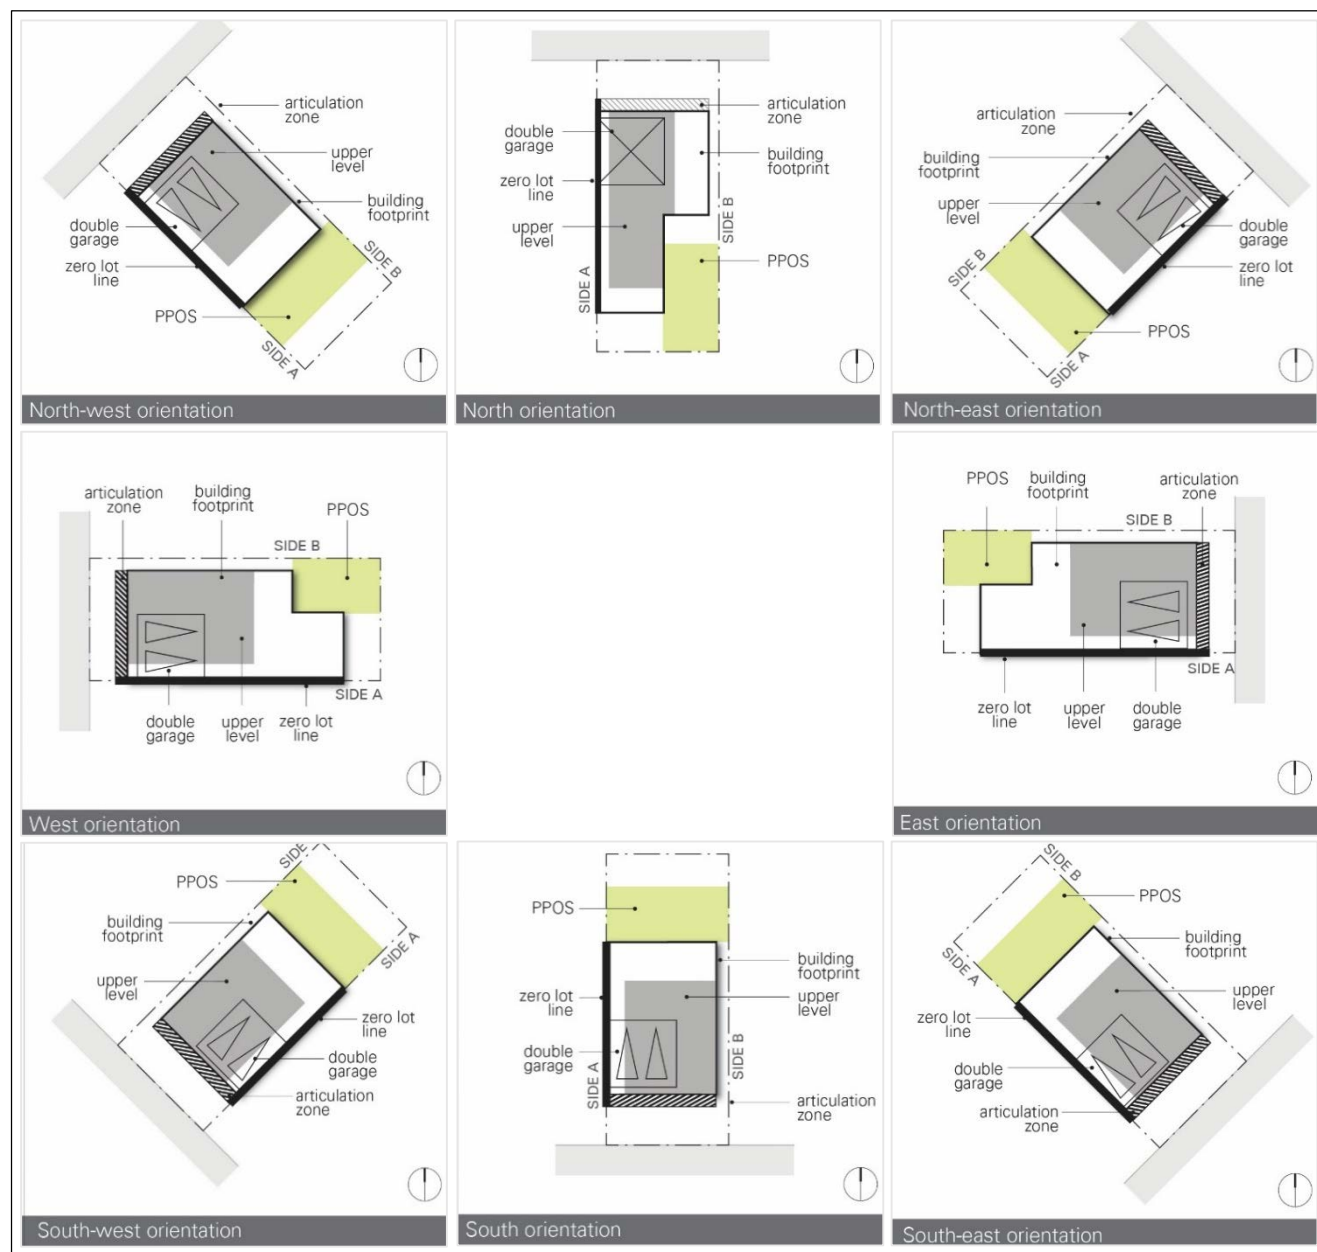 articulation
zone
upper
level
building
footprint
double
garage
zero lot
line
SIDE B
PPOS
SIDE A
North-west orientation
articulation
zone
double
garage
building
footprint
zero lot
line
SIDE B
upper
level
PPOS
SIDE A
North orientation
articulation
zone
building
footprint
upper
level
double
garage
SIDE B
zero lot
line
PPOS
SIDE A
North-east orientation
articulation
zone
building
footprint
PPOS
SIDE B
SIDE A
double
garage
upper
level
zero lot
line
West orientation
PPOS
building
footprint
articulation
zone
SIDE B
SIDE A
zero lot
line
upper
level
double
garage
East orientation
SIDE
PPOS
building
footprint
SIDE A
upper
level
zero lot
line
double
garage
articulation
zone
South-west orientation
PPOS
building
footprint
zero lot
line
upper
level
double
garage
SIDE A
SIDE B
articulation
zone
South orientation
SIDE B
PPOS
building
footprint
SIDE A
upper
level
zero lot
line
double
garage
articulation
zone
South-east orientation